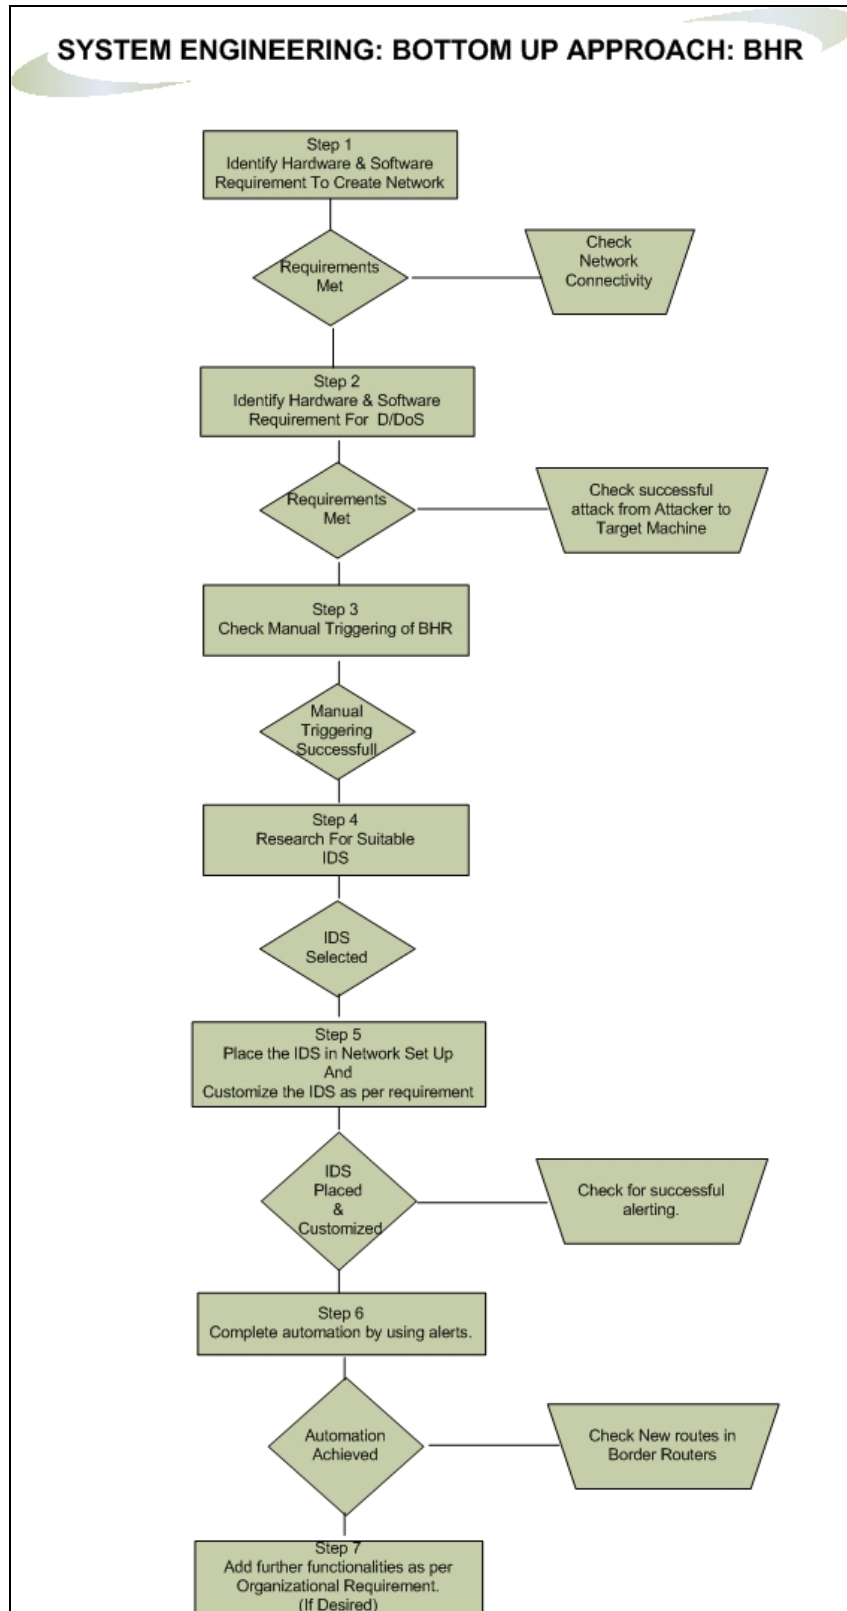 SYSTEM ENGINEERING: BOTTOM UP APPROACH: BHR
Step 1
Identify Hardware & Software
Requirement To Create Network
Requirements
Met
Check
Network
Connectivity
Step 2
Identify Hardware & Software
Requirement For D/DoS
Requirements
Met
Check successful
attack from Attacker to
Target Machine
Step 3
Check Manual Triggering of BHR
Manual
Triggering
Successfull
Step 4
Research For Suitable
IDS
IDS
Selected
Step 5
Place the IDS in Network Set Up
And
Customize the IDS as per requirement
IDS
Placed
&
Customized
Check for successful
alerting.
Step 6
Complete automation by using alerts.
Automation
Achieved
Check New routes in
Border Routers
Step 7
Add further functionalities as per
Organizational Requirement.
(If Desired)